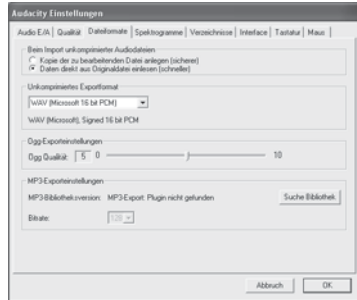 Audacity Einstellungen
Audio E/A Qualität Dateiformate Spektrogramme Verzeichnisse Interface Tastatur Maus
Beim Import unkomprimierter Audiodateien
Kopie der zu bearbeitenden Datei anlegen (sicherer)
Daten direkt aus Originaldatei einlesen (schneller)
Unkomprimiertes Exportformat
WAV (Microsoft 16 bit PCM)
WAV (Microsoft), Signed 16 bit PCM
Ogg-Exporteinstellungen
Ogg Qualität: 5 0 10
MP3-Exporteinstellungen
MP3-Bibliotheksversion: MP3-Export: Plugin nicht gefunden Suche Bibliothek
Bitrate: 128
Abbruch OK